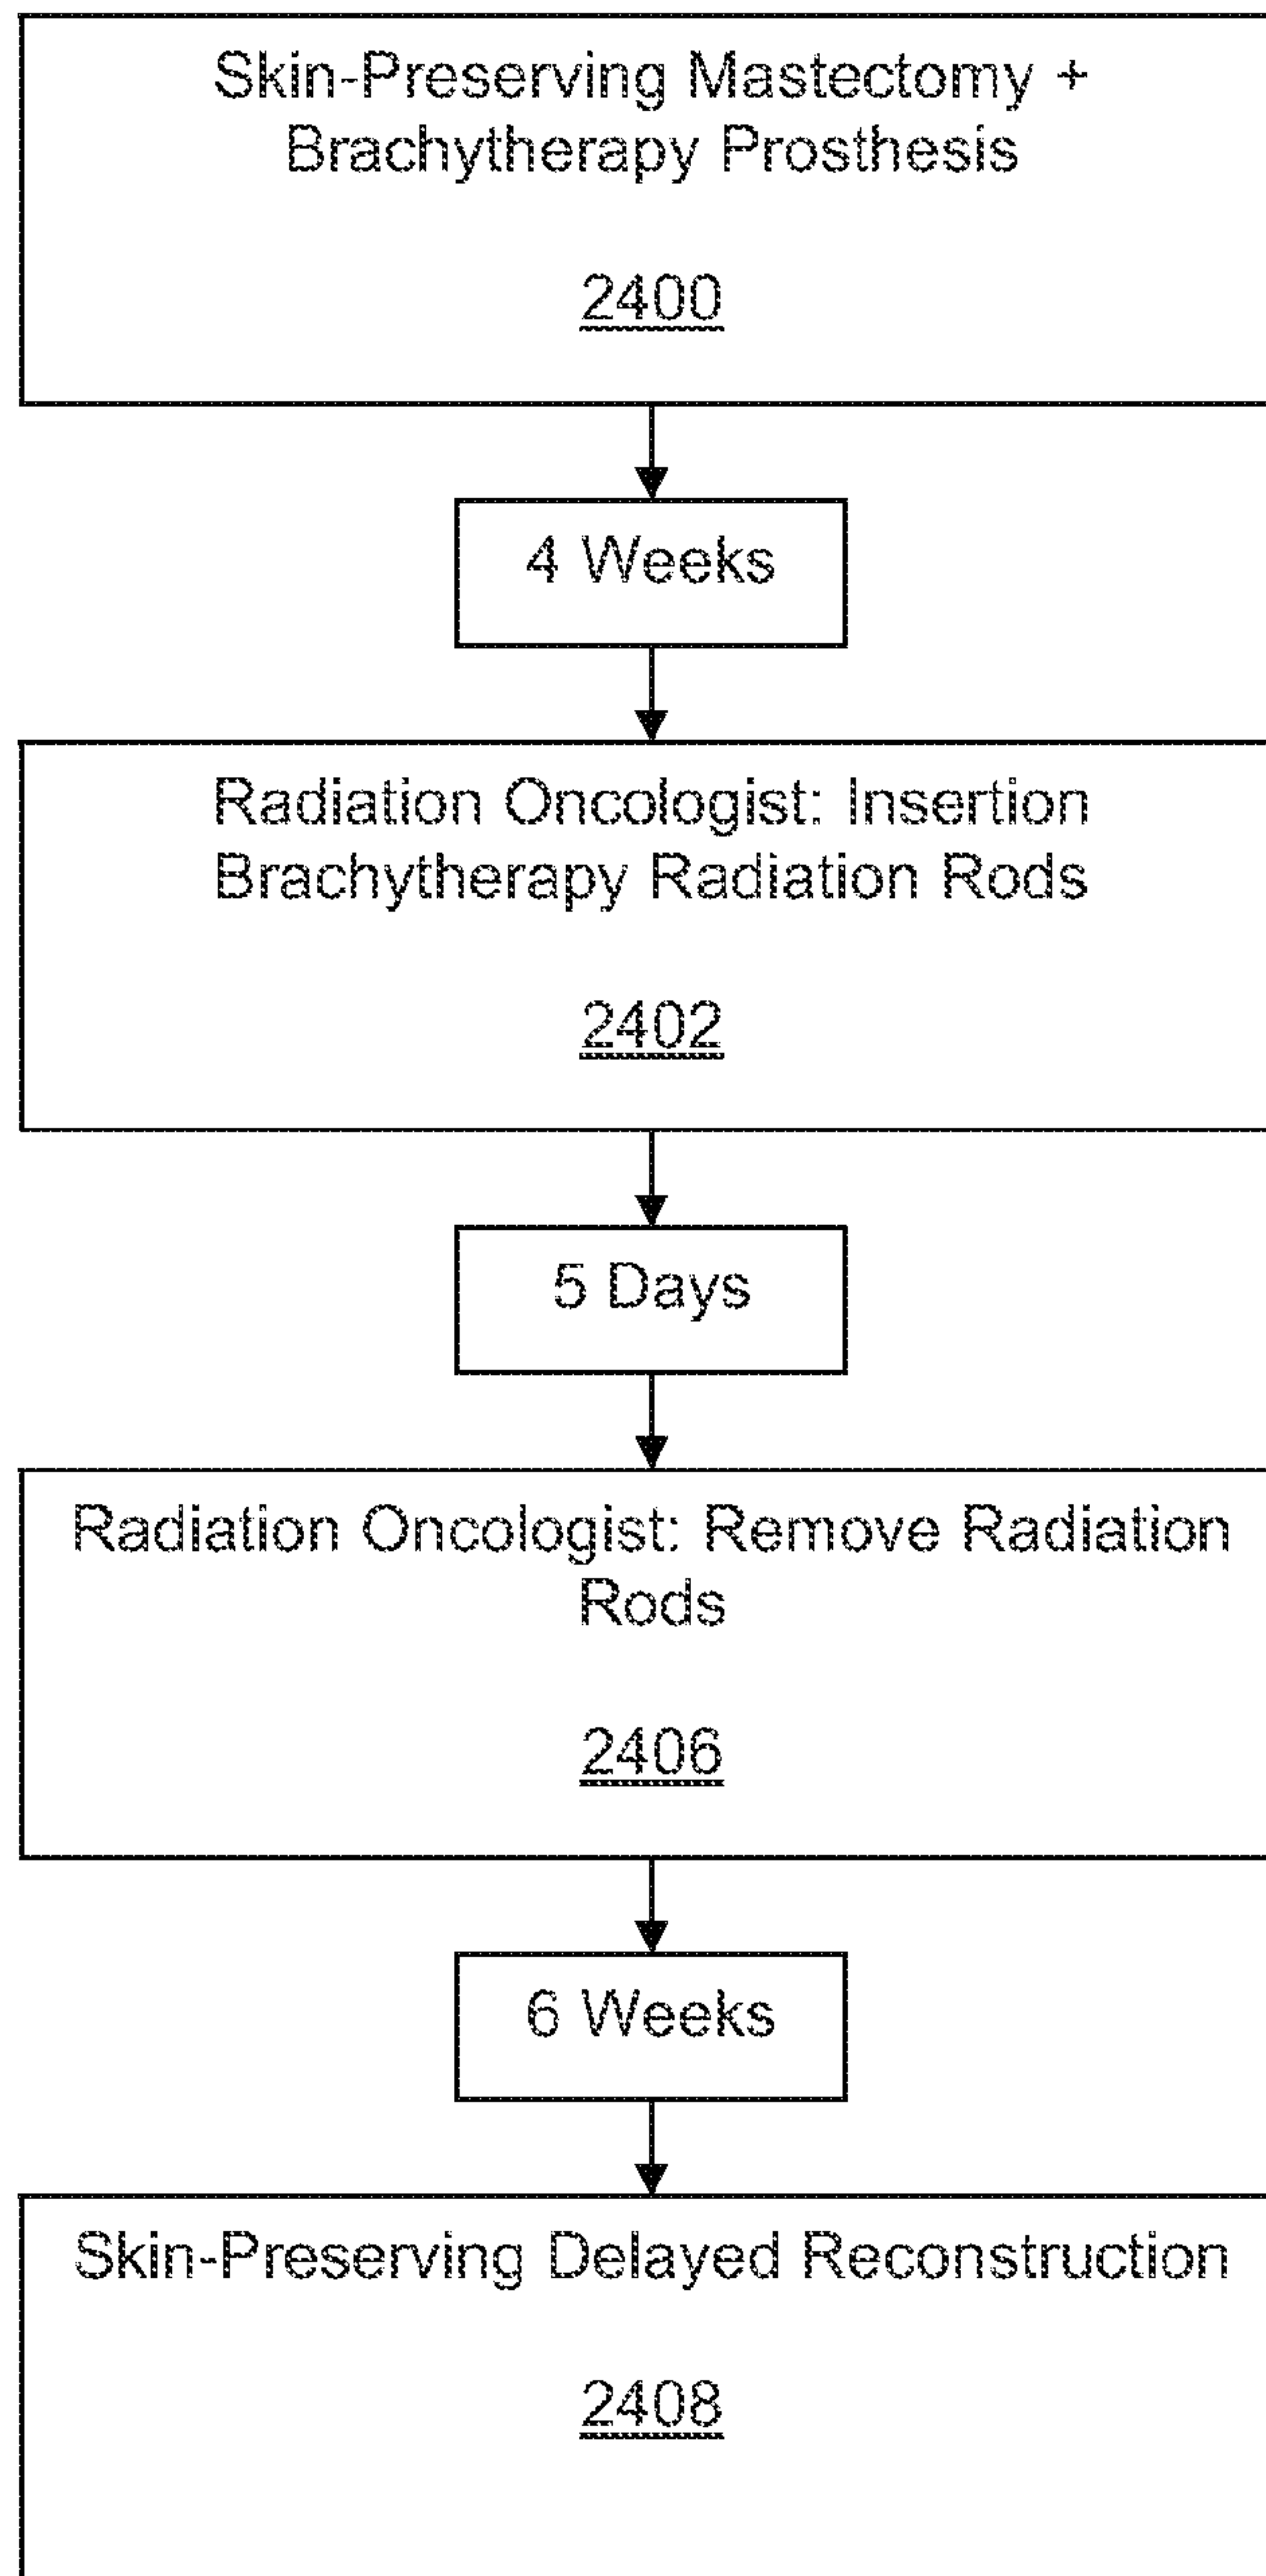 Skin-Preserving Mastectomy +
Brachytherapy Prosthesis
2400
4 Weeks
Radiation Oncologist: Insertion
Brachytherapy Radiation Rods
2402
5 Days
Radiation Oncologist: Remove Radiation
Rods
2406
6 Weeks
Skin-Preserving Delayed Reconstruction
2408